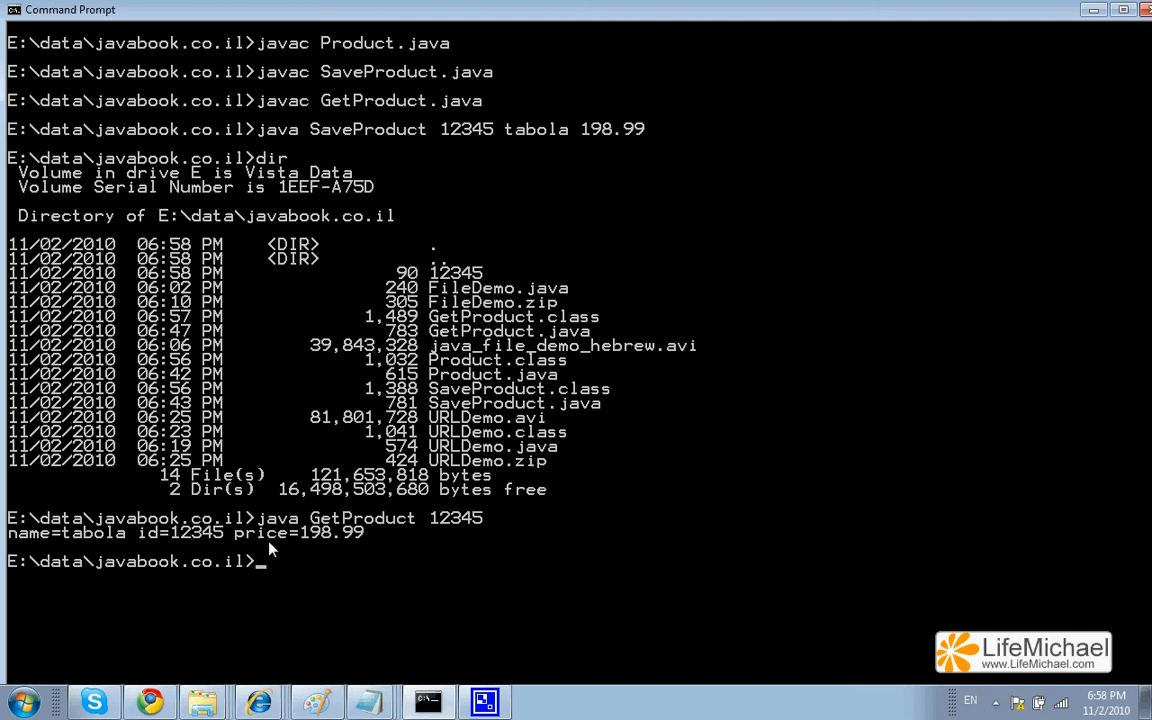 Command Prompt
E:\data\javabook.co.il>javac Product.java
E:\data\javabook.co.il>javac SaveProduct.java
E:\data\javabook.co.il>javac GetProduct.java
E:\data\javabook.co.il>java SaveProduct 12345 tabola 198.99
E:\data\javabook.co.il>dir
Volume in drive E is Vista Data
Volume Serial Number is 1EEF-A75D
Directory of E:\data\javabook.co.il
11/02/2010 06:58 PM <DIR> .
11/02/2010 06:58 PM <DIR> ..
11/02/2010 06:58 PM 90 12345
11/02/2010 06:02 PM 240 FileDemo.java
11/02/2010 06:10 PM 305 FileDemo.zip
11/02/2010 06:57 PM 1,489 GetProduct.class
11/02/2010 06:47 PM 783 GetProduct.java
11/02/2010 06:06 PM 39,843,328 java_file_demo_hebrew.avi
11/02/2010 06:56 PM 1,032 Product.class
11/02/2010 06:42 PM 615 Product.java
11/02/2010 06:56 PM 1,388 SaveProduct.class
11/02/2010 06:43 PM 781 SaveProduct.java
11/02/2010 06:25 PM 81,801,728 URLDemo.avi
11/02/2010 06:23 PM 1,041 URLDemo.class
11/02/2010 06:19 PM 574 URLDemo.java
11/02/2010 06:25 PM 424 URLDemo.zip
14 File(s) 121,653,818 bytes
2 Dir(s) 16,498,503,680 bytes free
E:\data\javabook.co.il>java GetProduct 12345
name=tabola id=12345 price=198.99
E:\data\javabook.co.il>_
LifeMichael
www.LifeMichael.com
EN
6:58 PM
11/2/2010